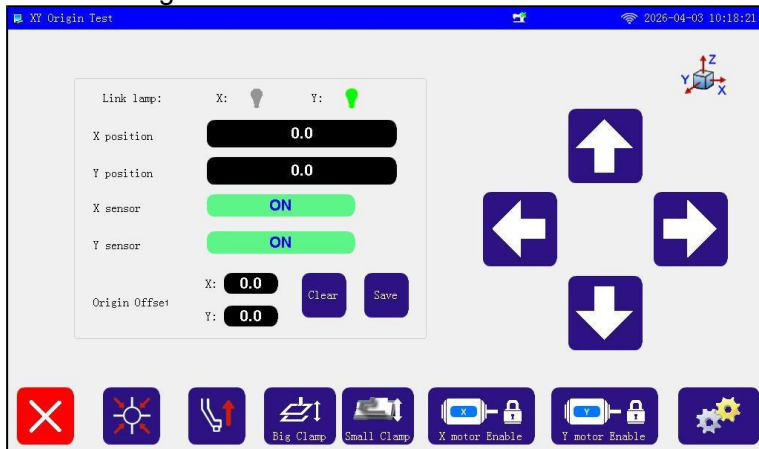 XY Origin Test 2026-04-03 10:18:21
Z
Y
X
Link lamp: X: Y:
X position 0.0
Y position 0.0
X sensor ON
Y sensor ON
Origin Offset X: 0.0 Clear Save
Y: 0.0
Big Clamp Small Clamp X X motor Enable Y Y motor Enable